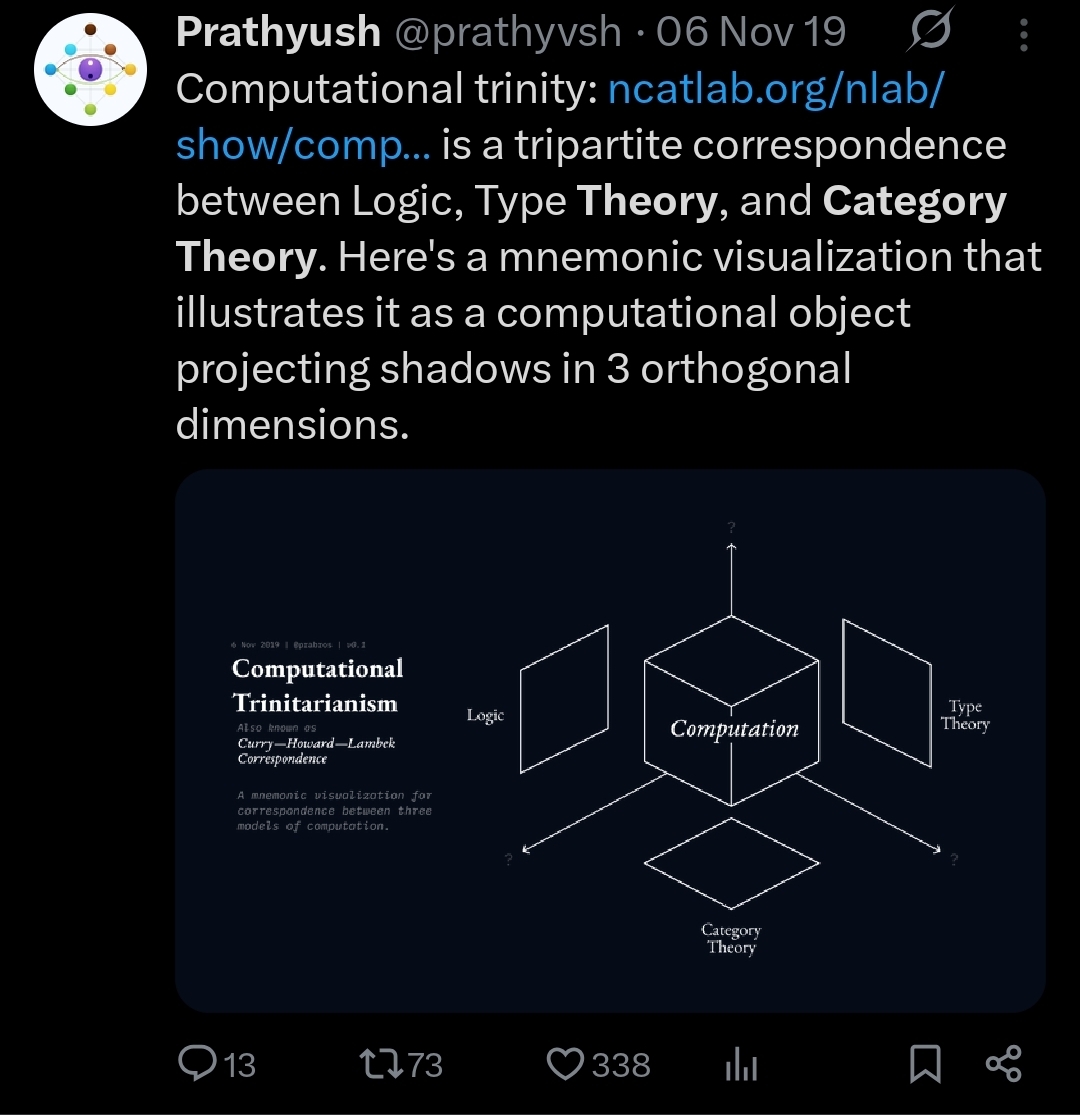 Prathyush @prathyvsh · 06 Nov 19
Computational trinity: ncatlab.org/nlab/
show/comp... is a tripartite correspondence
between Logic, Type Theory, and Category
Theory. Here's a mnemonic visualization that
illustrates it as a computational object
projecting shadows in 3 orthogonal
dimensions.
?
6 Nov 2019 | @prabros | v0.1
Computational
Trinitarianism
Also known as
Curry—Howard—Lambek
Correspondence
A mnemonic visualization for
correspondence between three
models of computation.
Logic
Computation
Type
Theory
?
?
Category
Theory
13 73 338